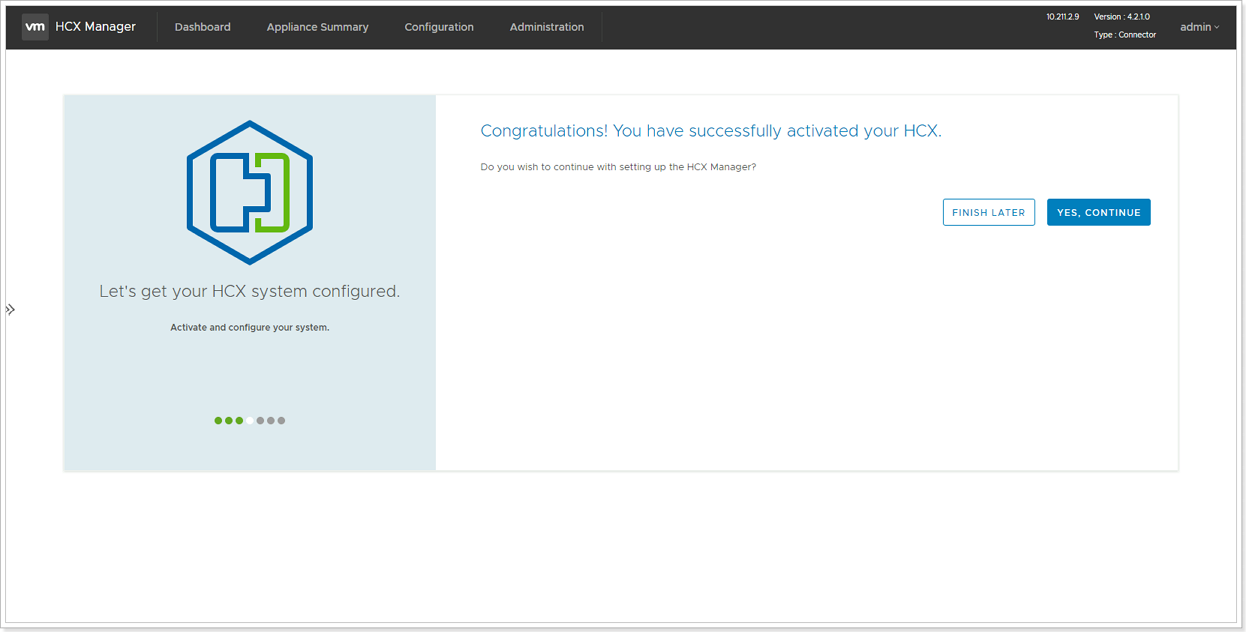 vm HCX Manager Dashboard Appliance Summary Configuration Administration 10.211.2.9 Version : 4.2.1.0 admin
Type : Connector
Congratulations! You have successfully activated your HCX.
Do you wish to continue with setting up the HCX Manager?
FINISH LATER YES, CONTINUE
Let's get your HCX system configured.
Activate and configure your system.